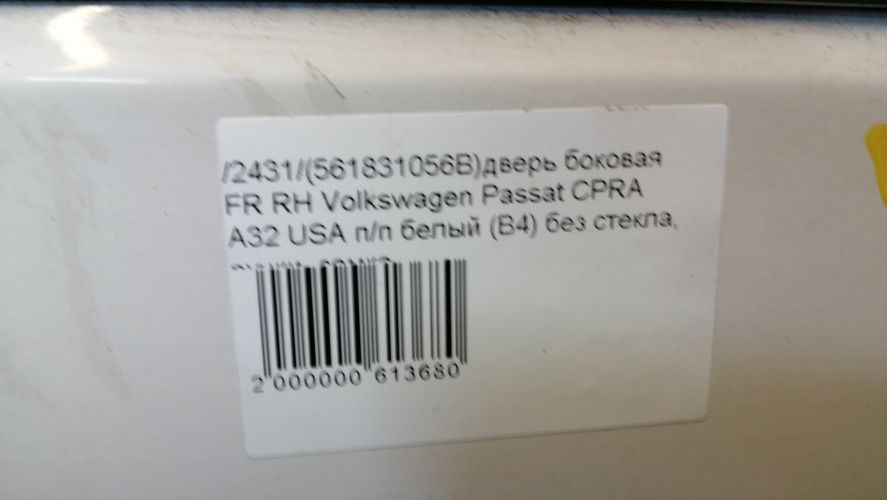 /2431/(561831056B)дверь боковая
FR RH Volkswagen Passat CPRA
A32 USA п/п белый (B4) без стекла,
2 000000 613680